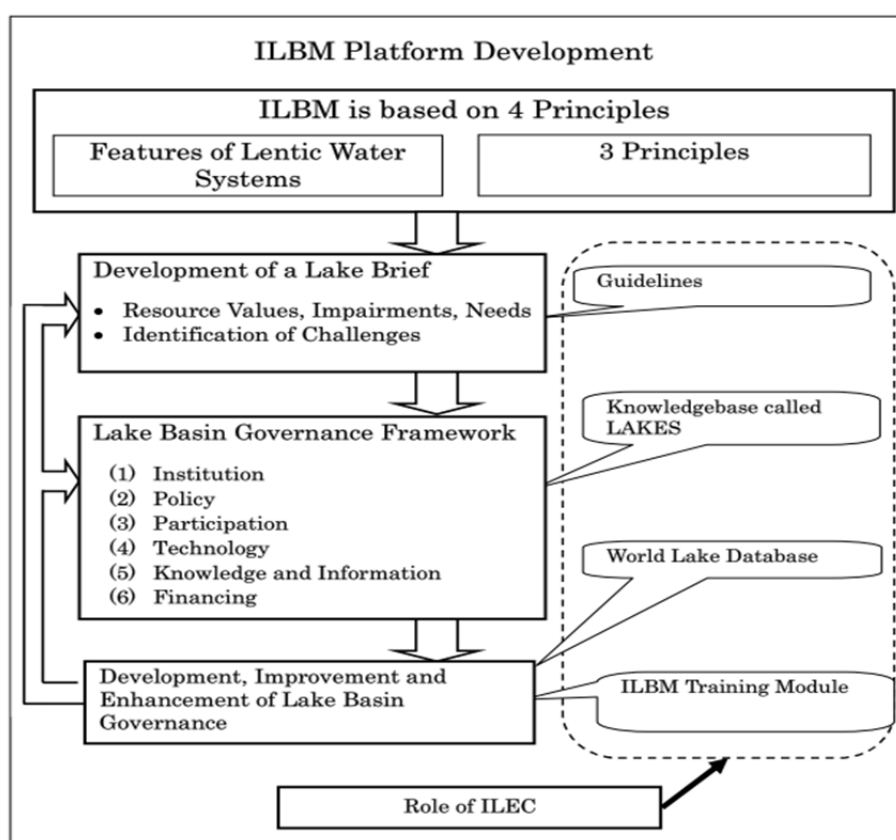 ILBM Platform Development
ILBM is based on 4 Principles
Features of Lentic Water
Systems
3 Principles
Development of a Lake Brief
• Resource Values, Impairments, Needs
• Identification of Challenges
Guidelines
Knowledgebase called
LAKES
Lake Basin Governance Framework
(1) Institution
(2) Policy
(3) Participation
(4) Technology
(5) Knowledge and Information
(6) Financing
World Lake Database
Development, Improvement and
Enhancement of Lake Basin
Governance
ILBM Training Module
Role of ILEC